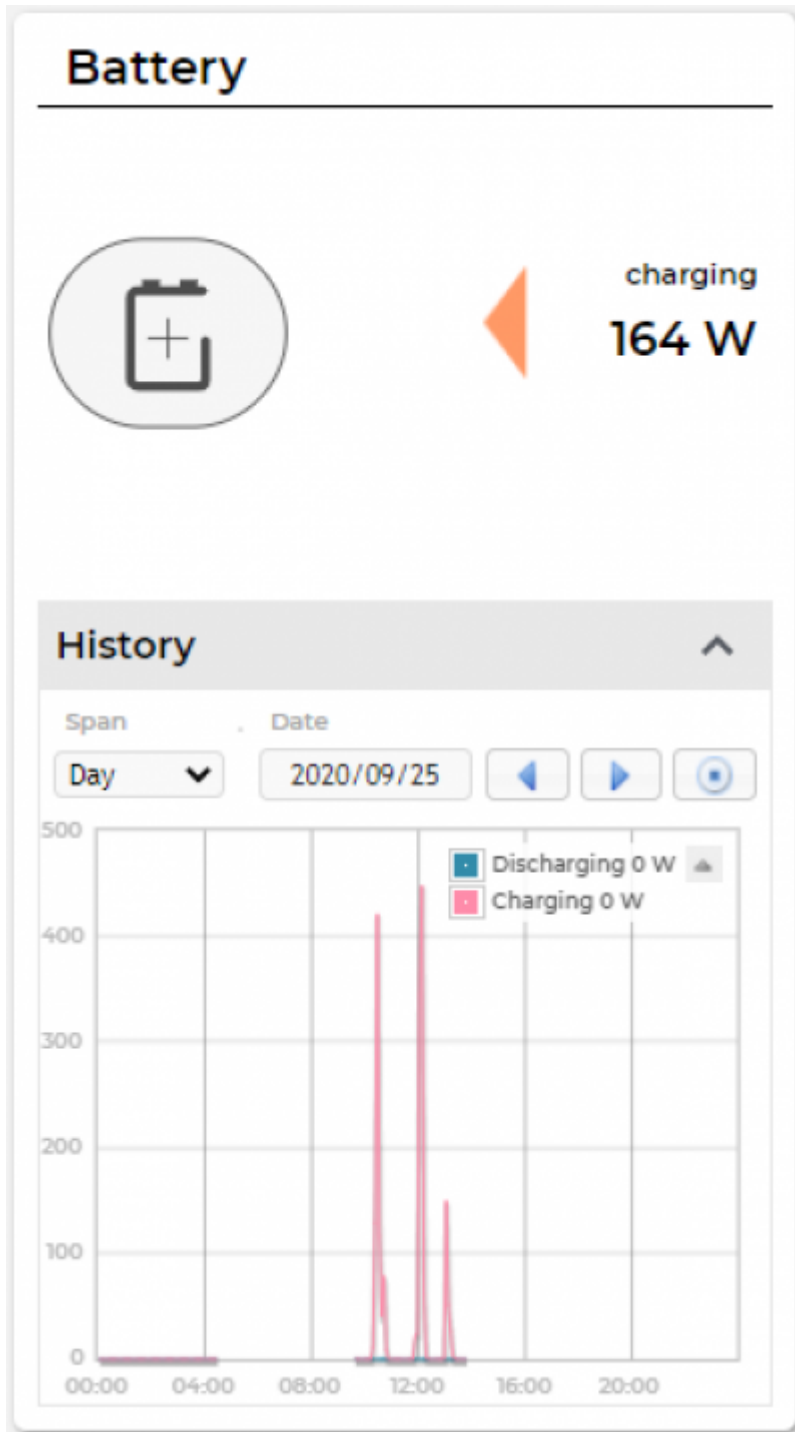 Battery
charging
164 W
History
Span . Date
Day 2020/09/25
500
Discharging 0 W
Charging 0 W
400
300
200
100
0
00:00 04:00 08:00 12:00 16:00 20:00